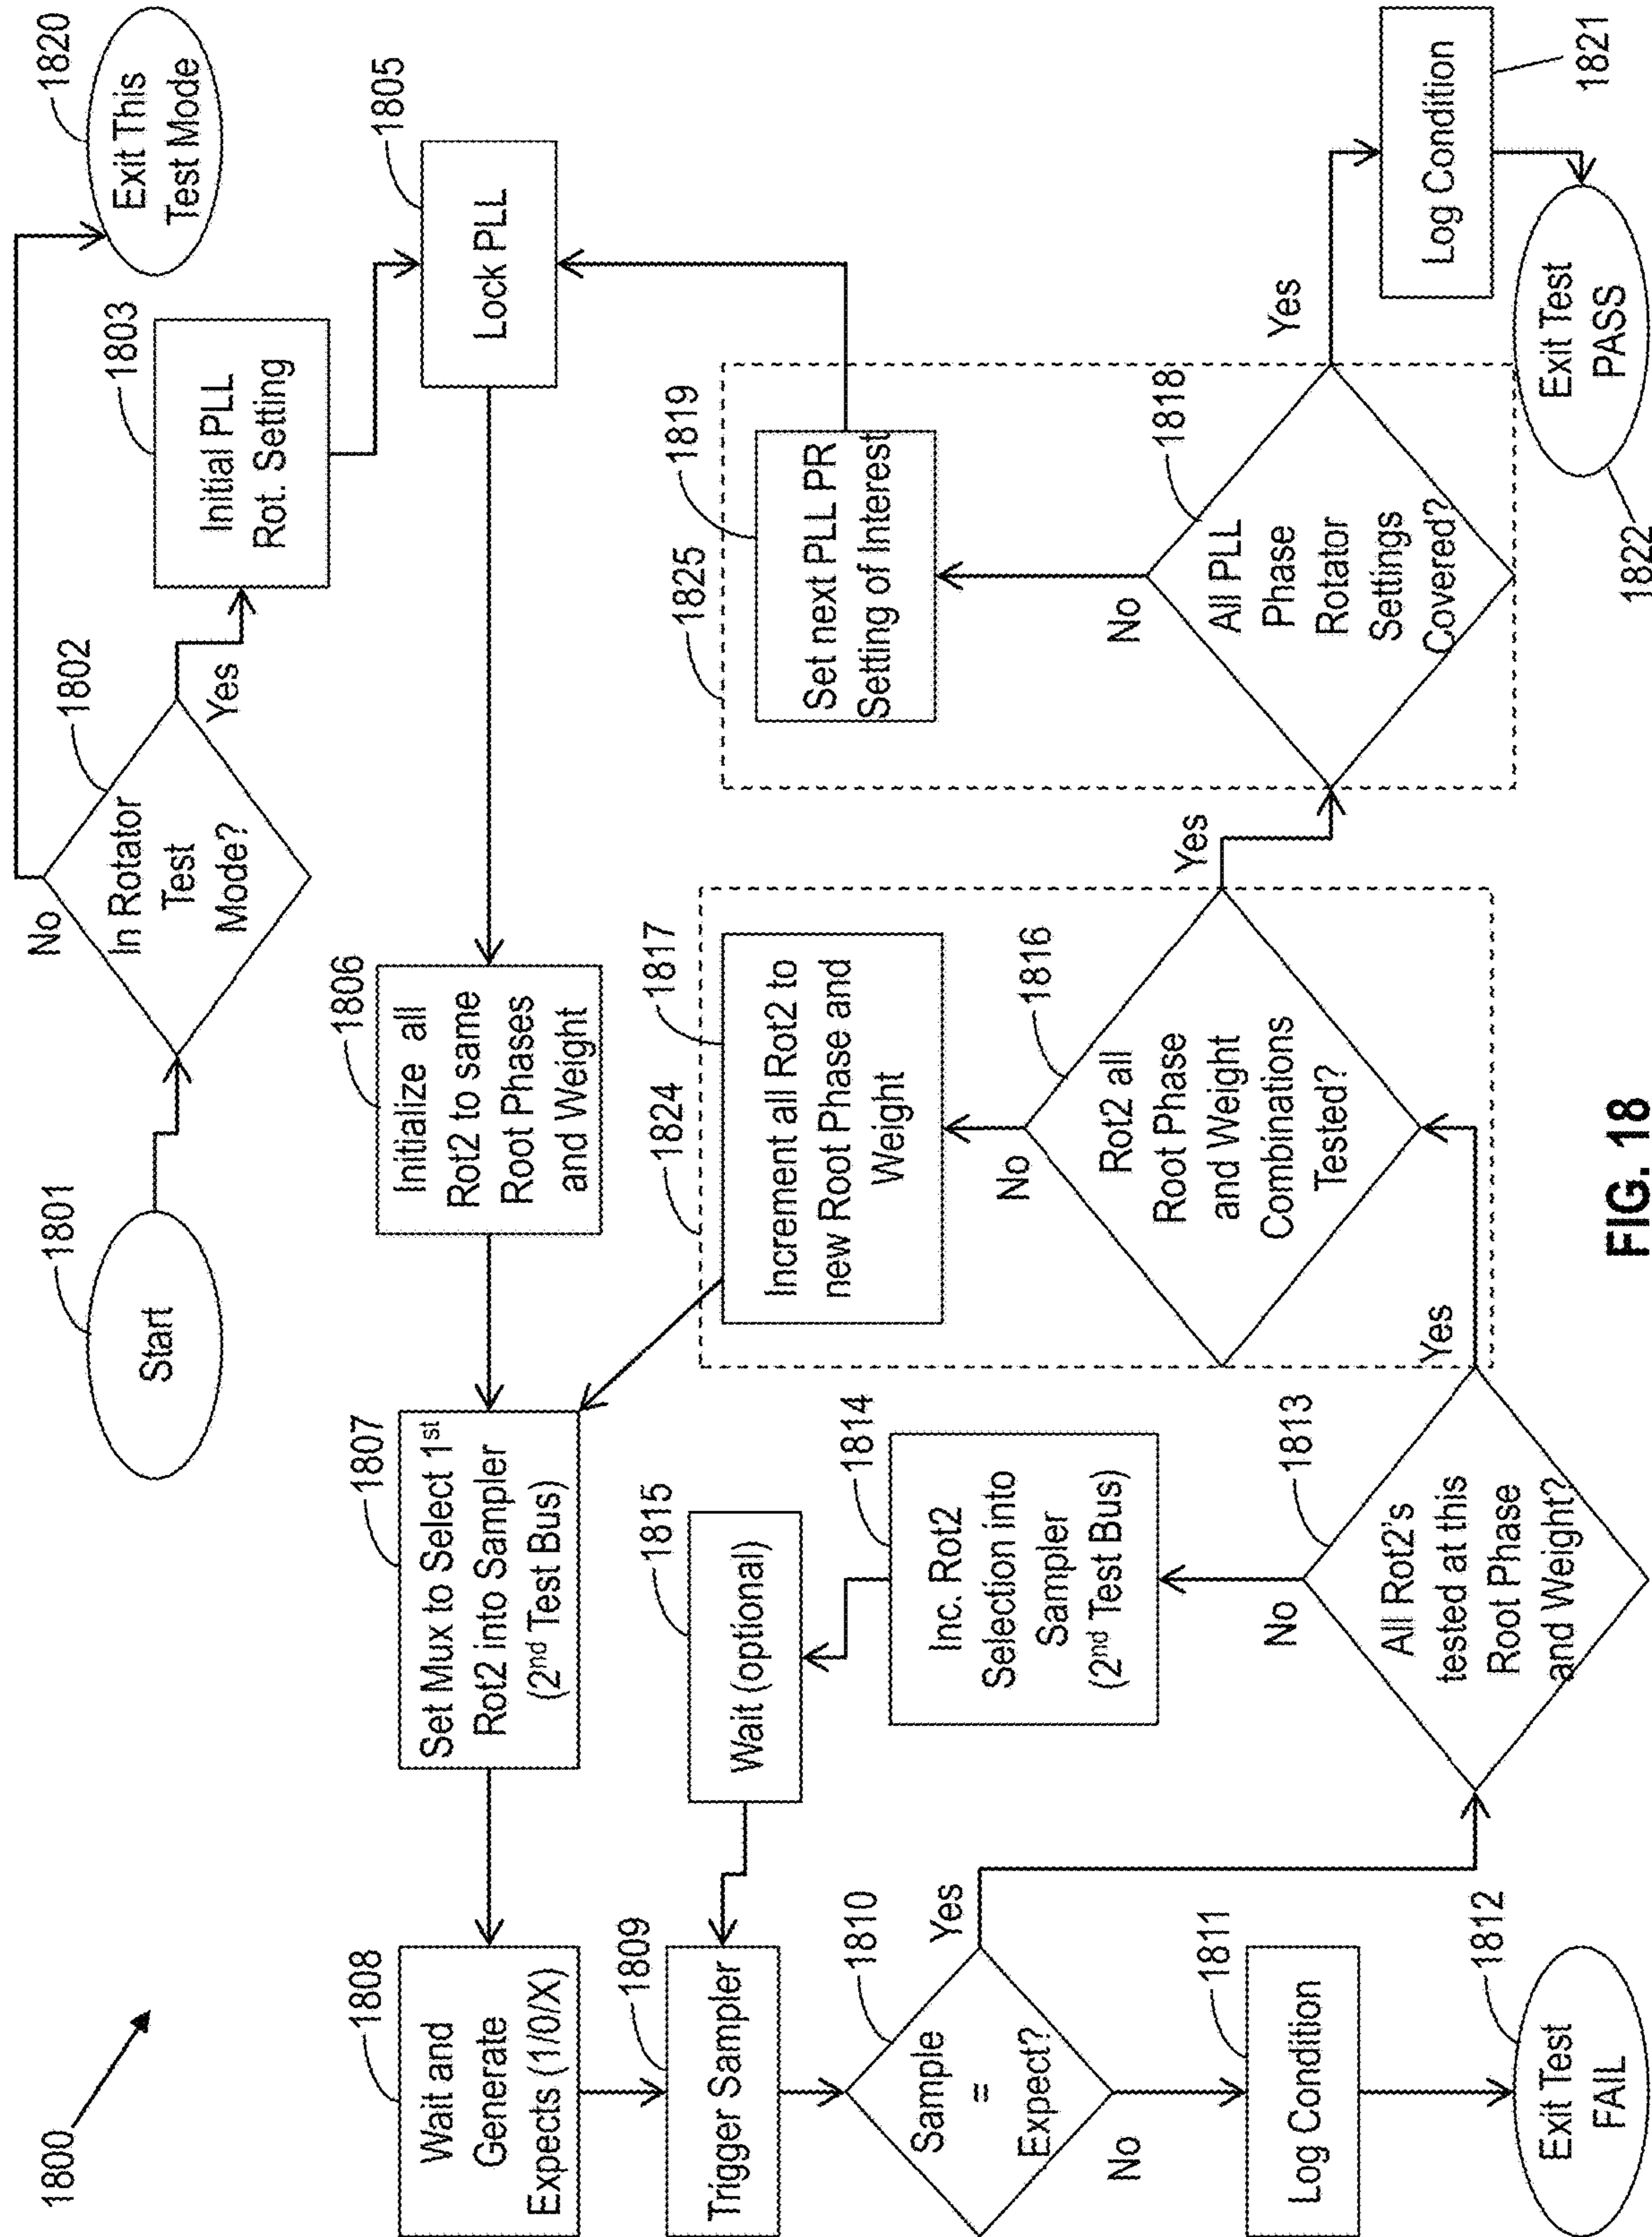 1800
1801
Start
1802
In Rotator
Test
Mode?
No
Yes
1820
Exit This
Test Mode
1803
Initial PLL
Rot. Setting
1805
Lock PLL
1806
Initialize all
Rot2 to same
Root Phases
and Weight
1807
Set Mux to Select 1st
Rot2 into Sampler
(2nd Test Bus)
1808
Wait and
Generate
Expects (1/0/X)
1809
Trigger Sampler
1810
Sample
=
Expect?
Yes
No
1811
Log Condition
1812
Exit Test
FAIL
1813
All Rot2's
tested at this
Root Phase
and Weight?
No
Yes
1814
Inc. Rot2
Selection into
Sampler
(2nd Test Bus)
1815
Wait (optional)
1824
1817
Increment all Rot2 to
new Root Phase and
Weight
1816
Rot2 all
Root Phase
and Weight
Combinations
Tested?
No
Yes
1825
1819
Set next PLL PR
Setting of Interest
1818
All PLL
Phase
Rotator
Settings
Covered?
No
Yes
1821
Log Condition
1822
Exit Test
PASS
FIG. 18